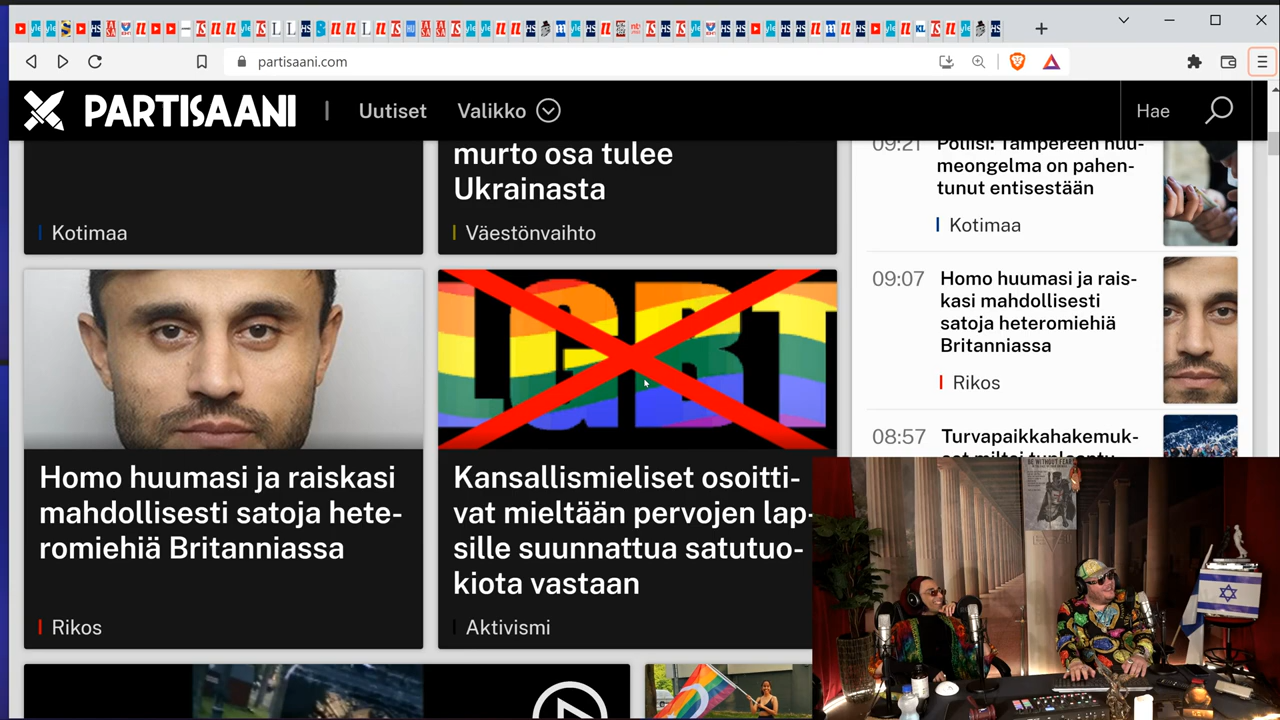 partisaani.com
PARTISAANI
Uutiset
Valikko
Hae
murto osa tulee
Ukrainasta
Kotimaa
Väestönvaihto
09:21
Poliisi: Tampereen huu-
meongelma on pahen-
tunut entisestään
Kotimaa
09:07
Homo huumasi ja rais-
kasi mahdollisesti
satoja heteromiehiä
Britanniassa
Rikos
08:57
Turvapaikkahakemuk-
LGBT
Homo huumasi ja raiskasi
mahdollisesti satoja hete-
romiehiä Britanniassa
Rikos
Kansallismieliset osoitti-
vat mieltään pervojen lap-
sille suunnattua satutuo-
kiota vastaan
Aktivismi